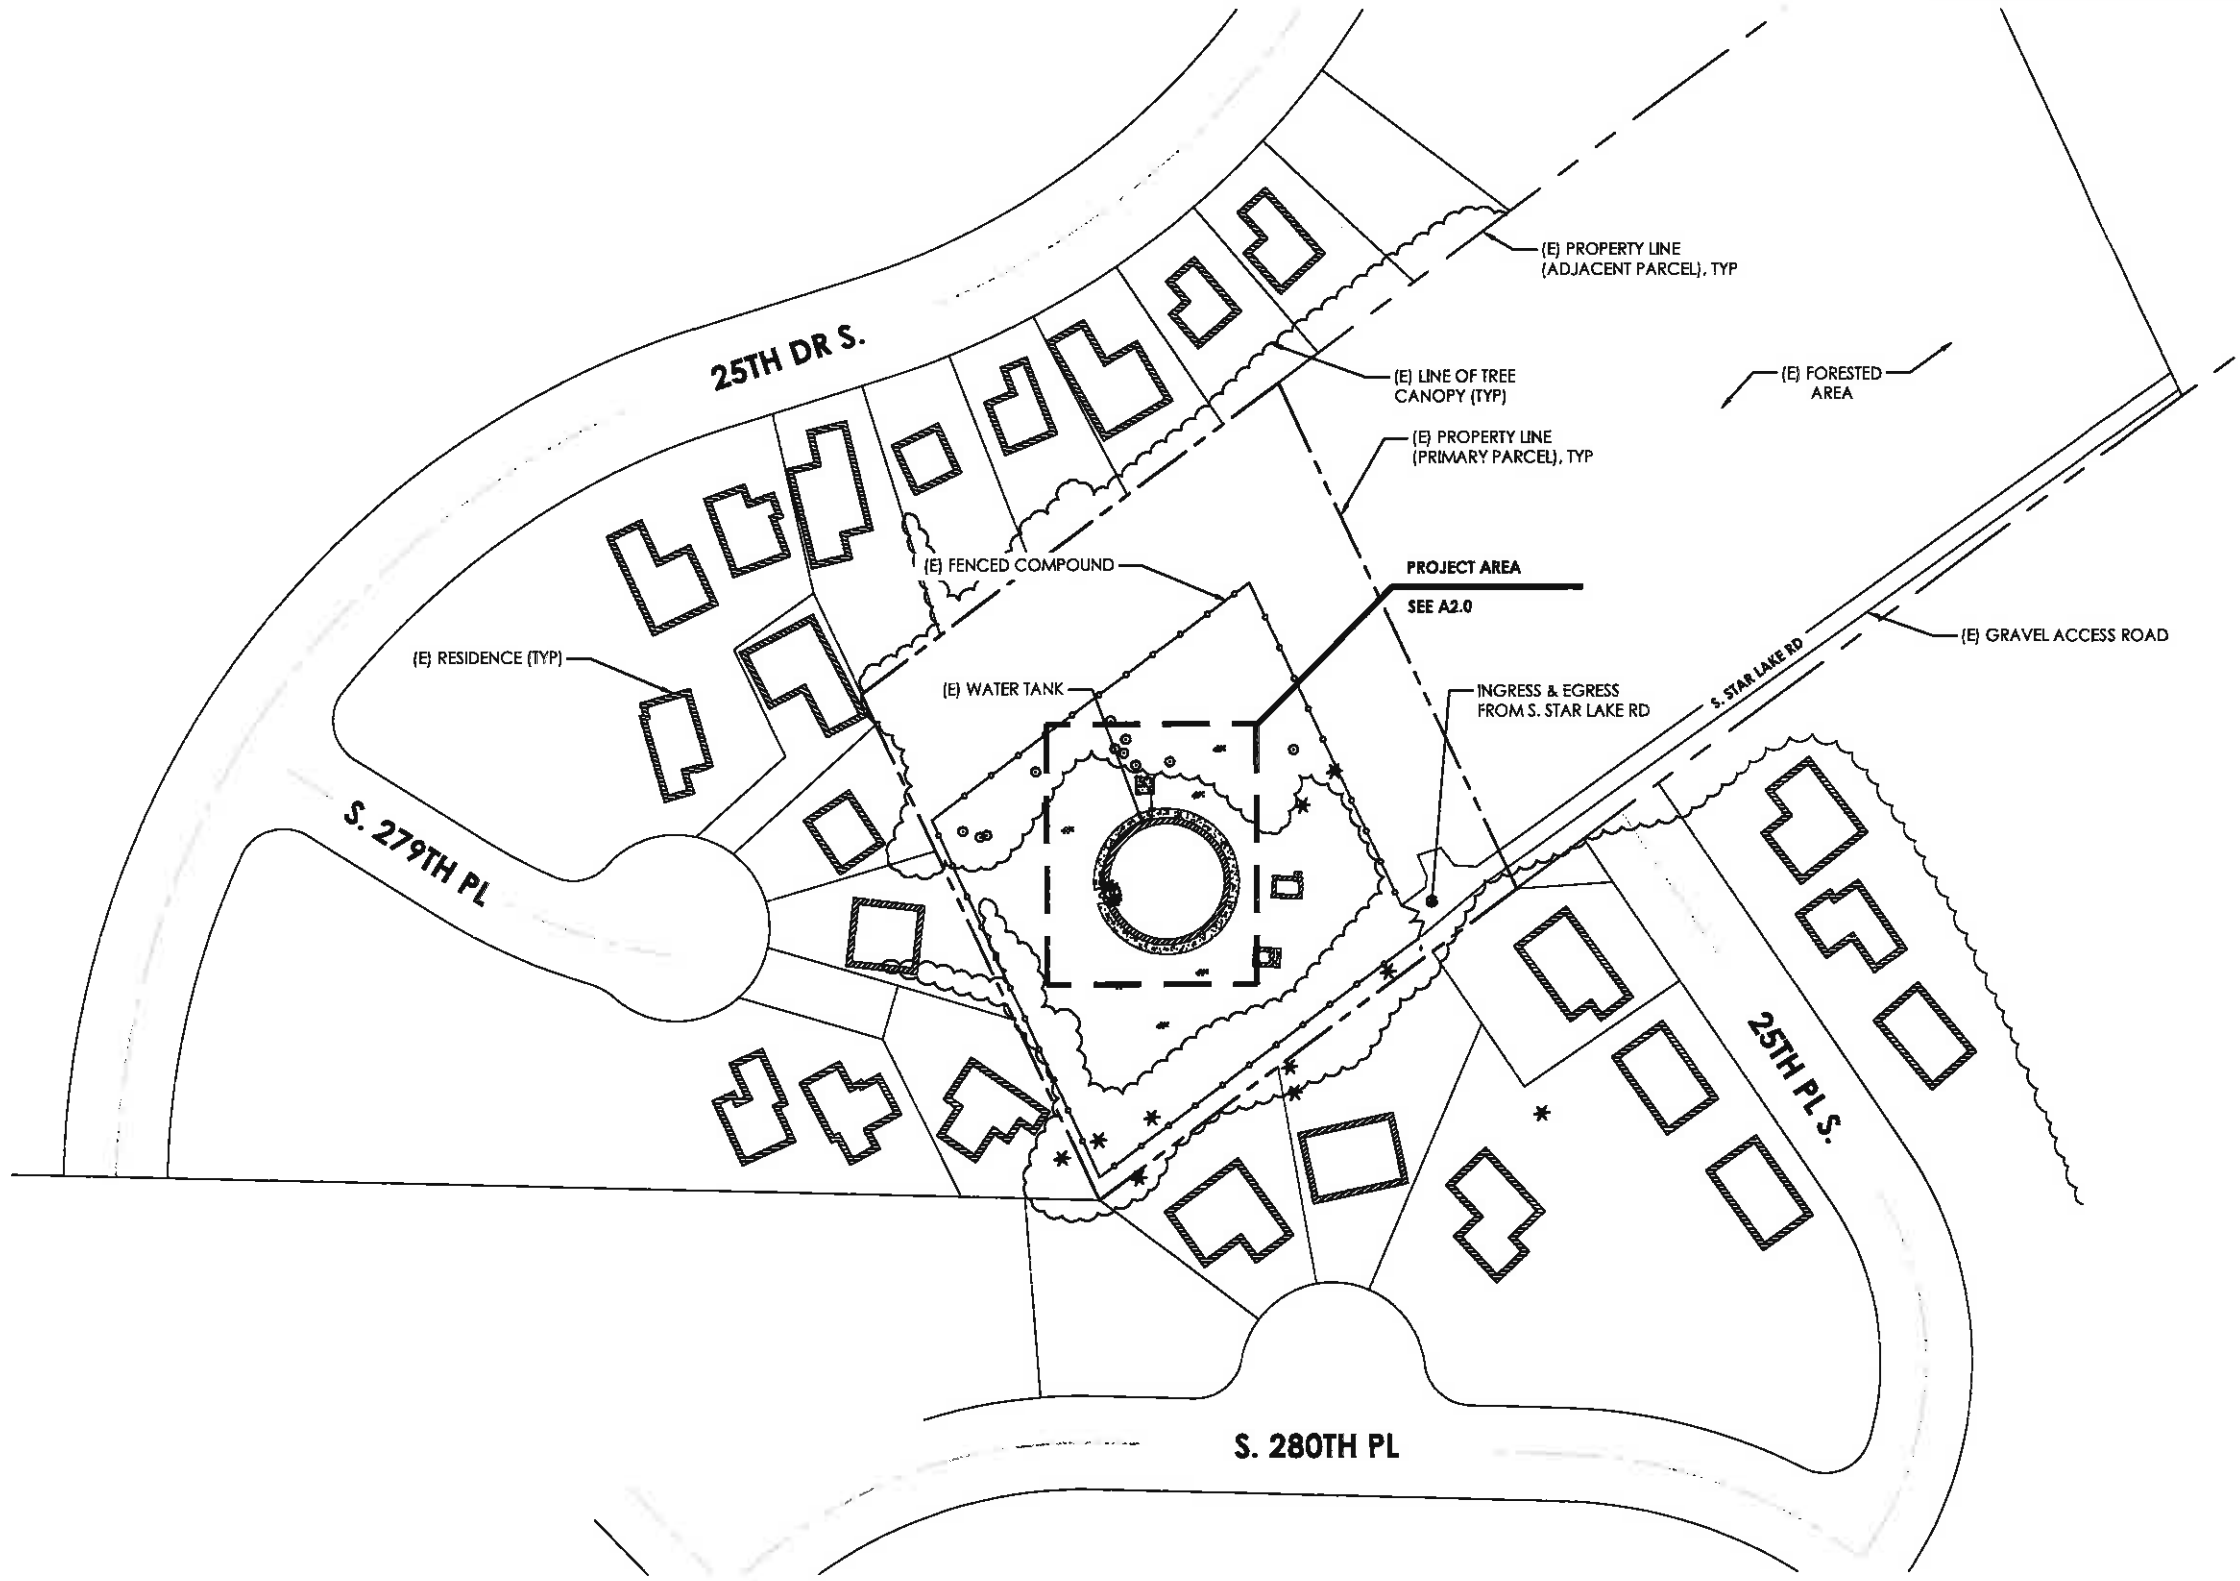 (E) PROPERTY LINE
(ADJACENT PARCEL), TYP
25TH DR S.
(E) LINE OF TREE
CANOPY (TYP)
(E) FORESTED
AREA
(E) PROPERTY LINE
(PRIMARY PARCEL), TYP
(E) FENCED COMPOUND
PROJECT AREA
SEE A2.0
(E) GRAVEL ACCESS ROAD
(E) RESIDENCE (TYP)
S. STAR LAKE RD
(E) WATER TANK
INGRESS & EGRESS
FROM S. STAR LAKE RD
S. 279TH PL
25TH PL S.
S. 280TH PL